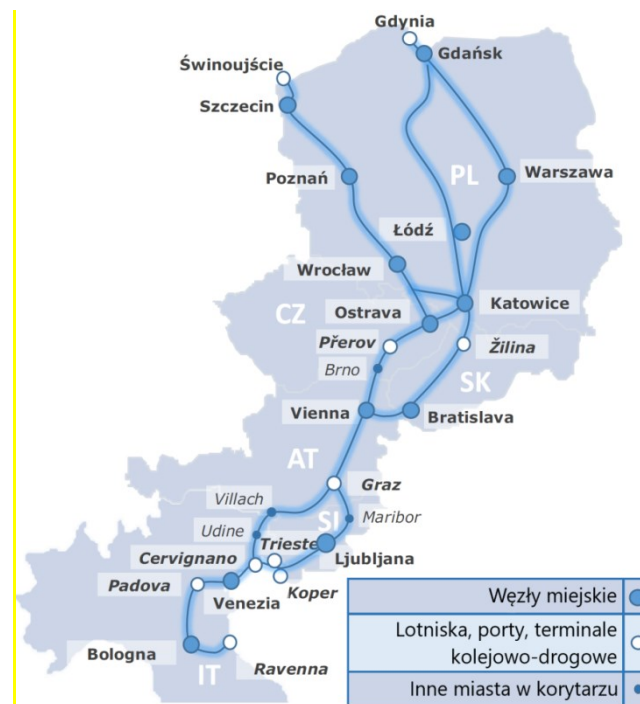 Gdynia
Gdańsk
Świnoujście
Szczecin
Poznań
PL
Warszawa
Łódź
Wrocław
Katowice
CZ
Ostrava
Přerov
Žilina
Brno
SK
Vienna
Bratislava
AT
Graz
Villach
SI
Maribor
Udine
Trieste
Cervignano
Ljubljana
Padova
Koper
Venezia
Bologna
IT
Ravenna
Węzły miejskie
Lotniska, porty, terminale
kolejowo-drogowe
Inne miasta w korytarzu